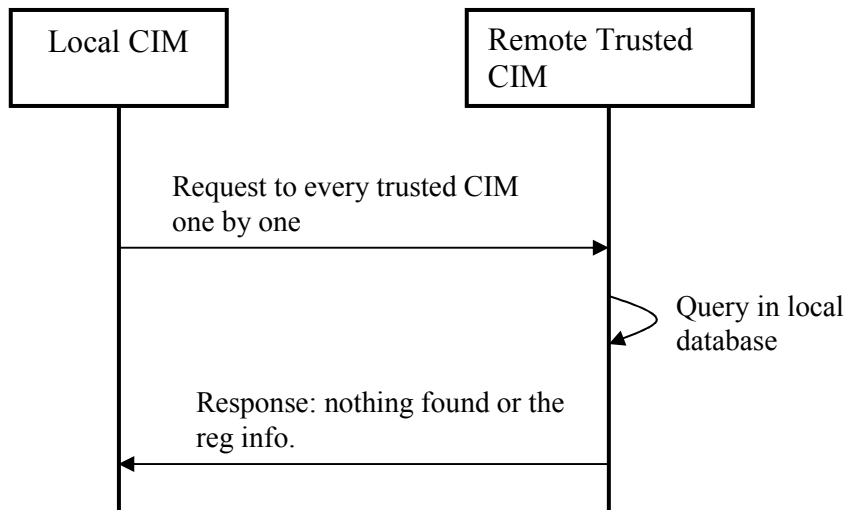 Local CIM
Remote Trusted
CIM
Request to every trusted CIM
one by one
Query in local
database
Response: nothing found or the
reg info.